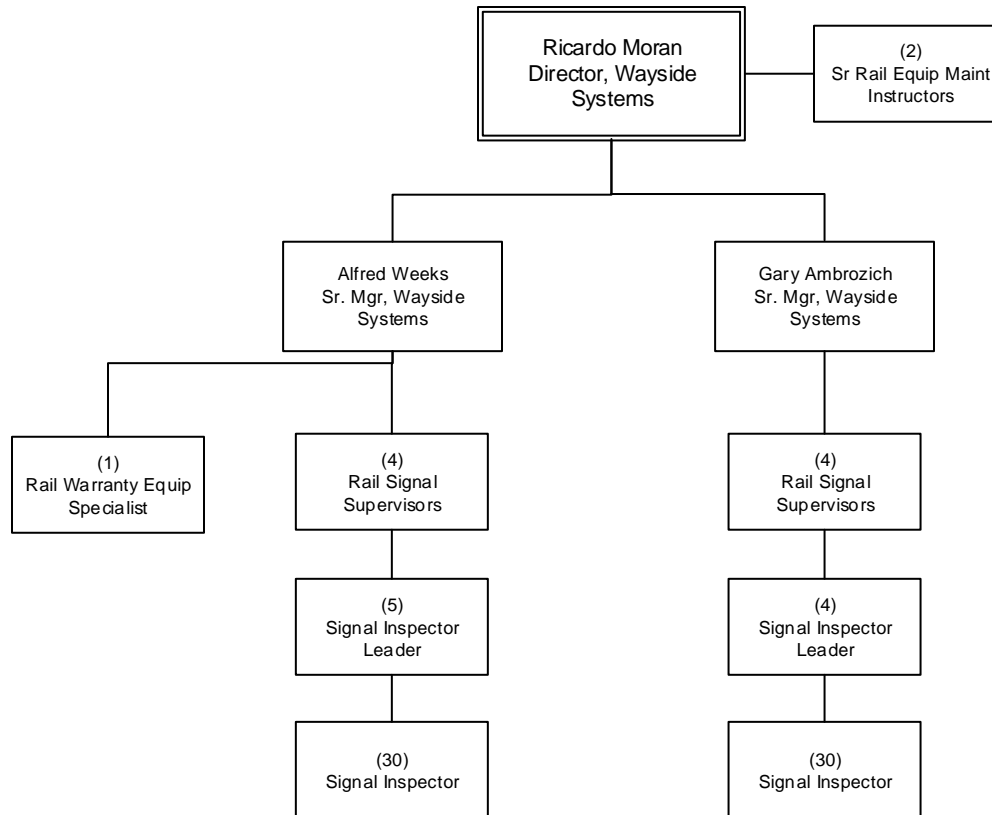 Ricardo Moran
Director, Wayside
Systems
(2)
Sr Rail Equip Maint
Instructors
Alfred Weeks
Sr. Mgr, Wayside
Systems
Gary Ambrozich
Sr. Mgr, Wayside
Systems
(1)
Rail Warranty Equip
Specialist
(4)
Rail Signal
Supervisors
(4)
Rail Signal
Supervisors
(5)
Signal Inspector
Leader
(4)
Signal Inspector
Leader
(30)
Signal Inspector
(30)
Signal Inspector